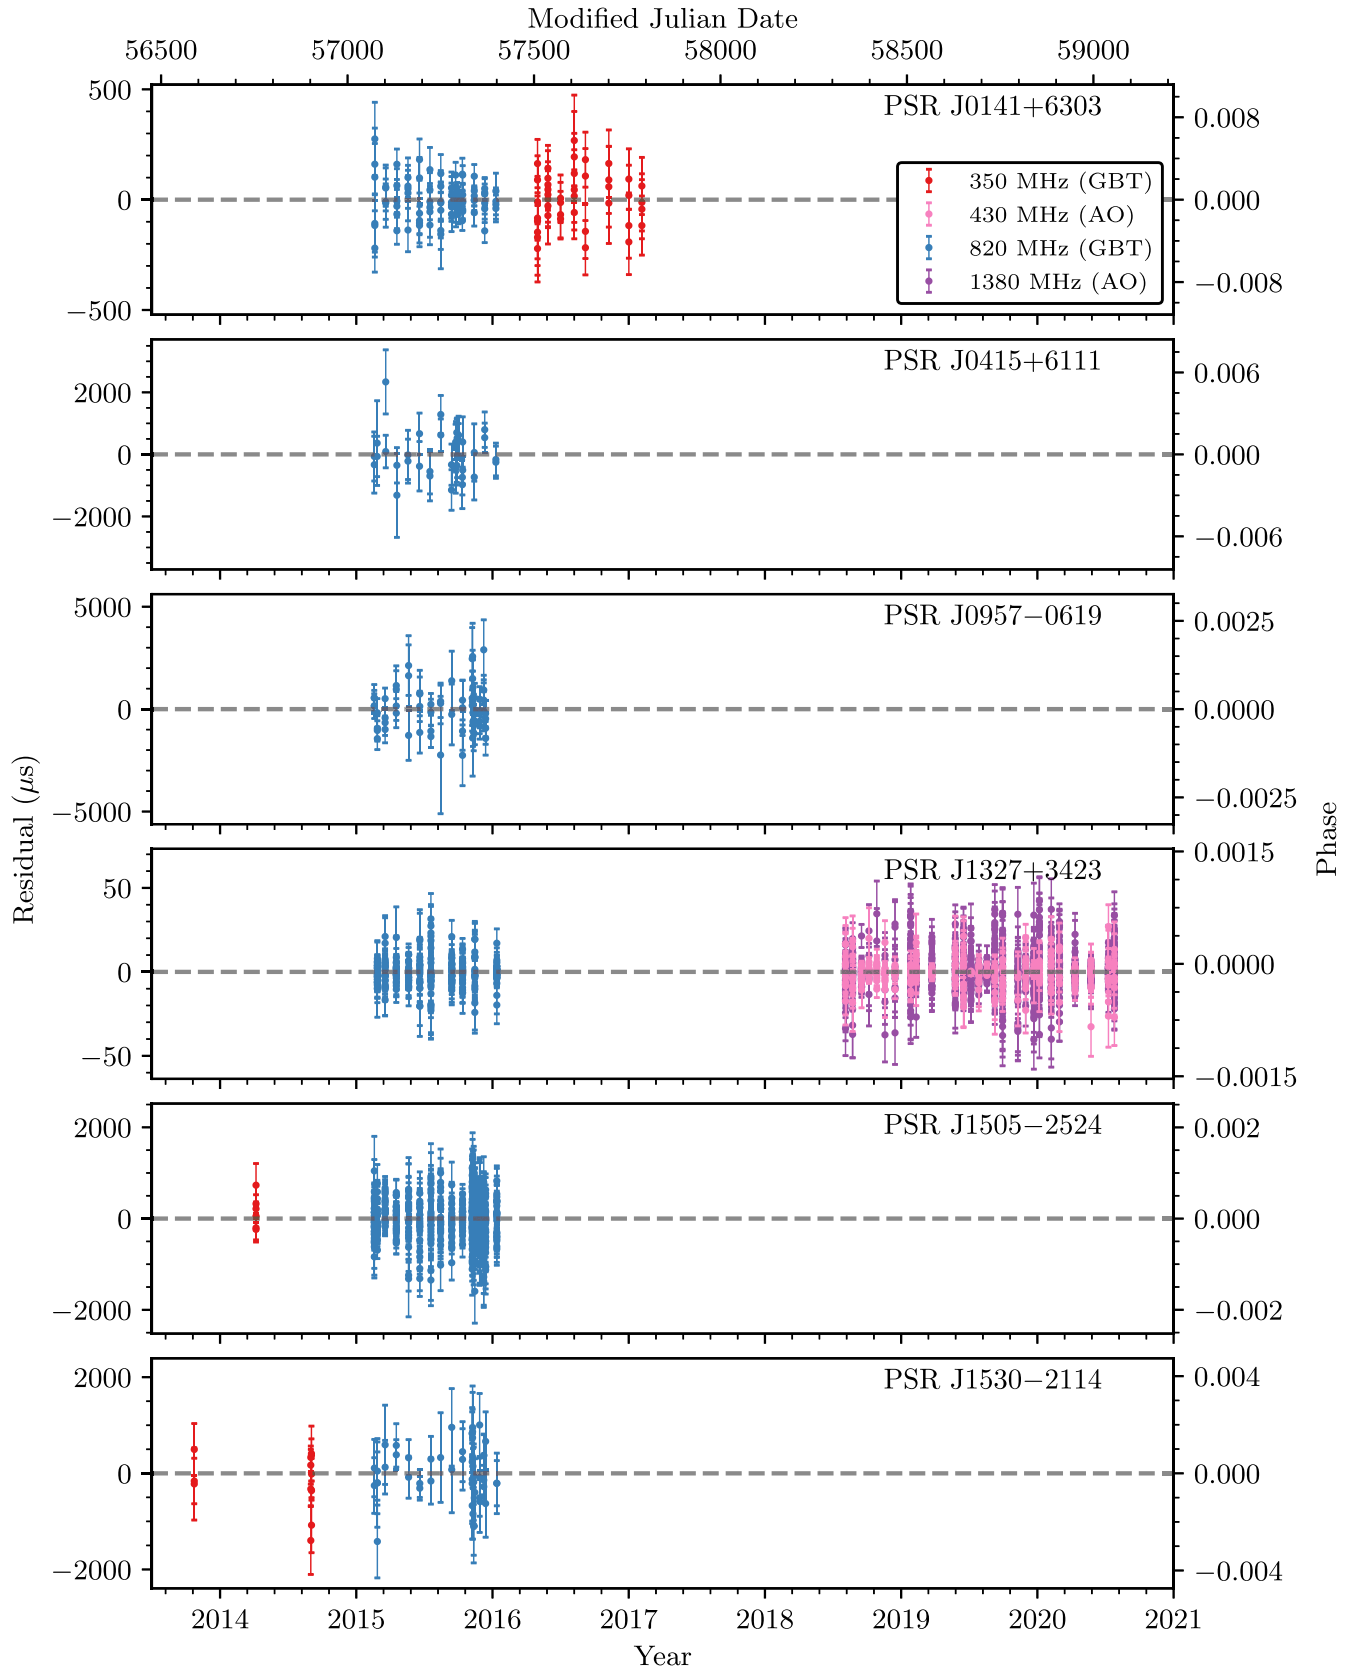 Modified Julian Date
56500 57000 57500 58000 58500 59000
PSR J0141+6303
500
0
−500
0.008
0.000
−0.008
350 MHz (GBT)
430 MHz (AO)
820 MHz (GBT)
1380 MHz (AO)
PSR J0415+6111
2000
0
−2000
0.006
0.000
−0.006
PSR J0957−0619
5000
0
−5000
0.0025
0.0000
−0.0025
Residual (μs)
Phase
PSR J1327+3423
50
0
−50
0.0015
0.0000
−0.0015
PSR J1505−2524
2000
0
−2000
0.002
0.000
−0.002
PSR J1530−2114
2000
0
−2000
0.004
0.000
−0.004
2014 2015 2016 2017 2018 2019 2020 2021
Year